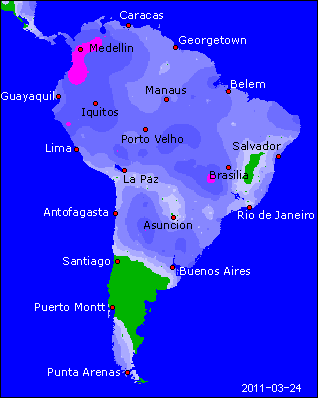 Caracas
Georgetown
Medellin
Manaus
Belem
Guayaquil
Iquitos
Porto Velho
Salvador
Lima
La Paz
Brasilia
Antofagasta
Rio de Janeiro
Asuncion
Santiago
Buenos Aires
Puerto Montt
Punta Arenas
2011-03-24